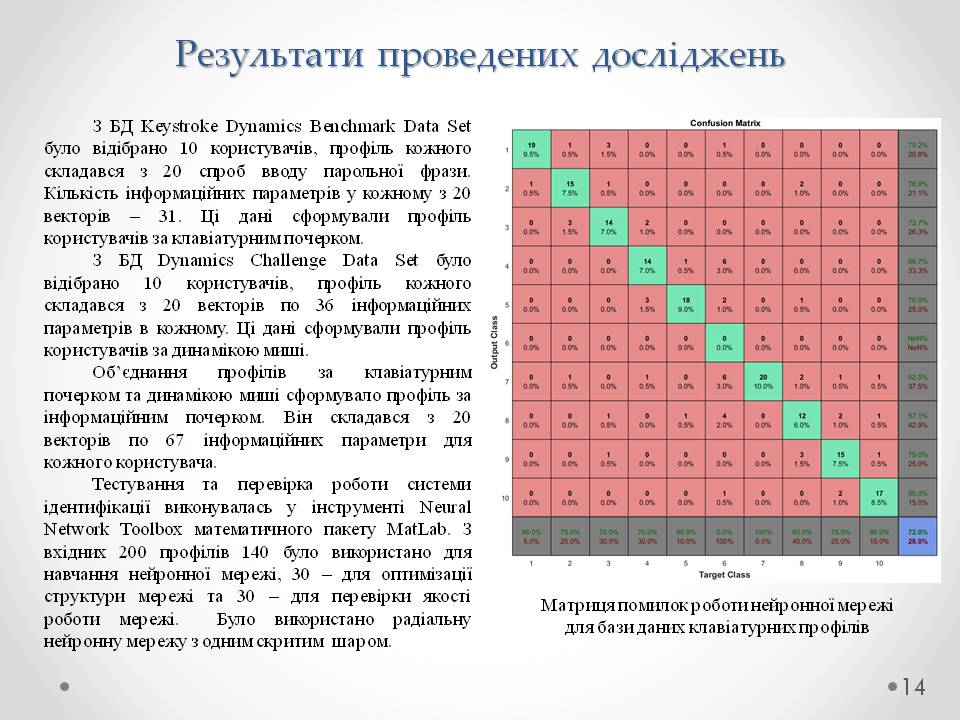 Результати проведених досліджень
З БД Keystroke Dynamics Benchmark Data Set
було відібрано 10 користувачів, профіль кожного
складався з 20 спроб вводу парольної фрази.
Кількість інформаційних параметрів у кожному з 20
векторів – 31. Ці дані сформували профіль
користувачів за клавіатурним почерком.
З БД Dynamics Challenge Data Set було
відібрано 10 користувачів, профіль кожного
складався з 20 векторів по 36 інформаційних
параметрів в кожному. Ці дані сформували профіль
користувачів за динамікою миші.
Об’єднання профілів за клавіатурним
почерком та динамікою миші сформувало профіль за
інформаційним почерком. Він складався з 20
векторів по 67 інформаційних параметри для
кожного користувача.
Тестування та перевірка роботи системи
ідентифікації виконувалась у інструменті Neural
Network Toolbox математичного пакету MatLab. З
вхідних 200 профілів 140 було використано для
навчання нейронної мережі, 30 – для оптимізації
структури мережі та 30 – для перевірки якості
роботи мережі. Було використано радіальну
нейронну мережу з одним скритим шаром.
Confusion Matrix
Output Class
1 19 1 3 0 0 1 0 0 0 0 79.2%
9.5% 0.5% 1.5% 0.0% 0.0% 0.5% 0.0% 0.0% 0.0% 0.0% 20.8%
2 1 15 1 0 0 0 0 2 0 0 78.9%
0.5% 7.5% 0.5% 0.0% 0.0% 0.0% 0.0% 1.0% 0.0% 0.0% 21.1%
3 0 3 14 2 0 0 0 0 0 0 73.7%
0.0% 1.5% 7.0% 1.0% 0.0% 0.0% 0.0% 0.0% 0.0% 0.0% 26.3%
4 0 0 0 14 1 6 0 0 0 0 66.7%
0.0% 0.0% 0.0% 7.0% 0.5% 3.0% 0.0% 0.0% 0.0% 0.0% 33.3%
5 0 0 0 3 18 2 0 1 0 0 75.0%
0.0% 0.0% 0.0% 1.5% 9.0% 1.0% 0.0% 0.5% 0.0% 0.0% 25.0%
6 0 0 0 0 0 0 0 0 0 0 NaN%
0.0% 0.0% 0.0% 0.0% 0.0% 0.0% 0.0% 0.0% 0.0% 0.0% NaN%
7 0 1 0 1 0 6 20 2 1 1 62.5%
0.0% 0.5% 0.0% 0.5% 0.0% 3.0% 10.0% 1.0% 0.5% 0.5% 37.5%
8 0 0 1 0 1 4 0 12 2 1 57.1%
0.0% 0.0% 0.5% 0.0% 0.5% 2.0% 0.0% 6.0% 1.0% 0.5% 42.9%
9 0 0 1 0 0 0 0 3 15 1 75.0%
0.0% 0.0% 0.5% 0.0% 0.0% 0.0% 0.0% 1.5% 7.5% 0.5% 25.0%
10 0 0 0 0 0 1 0 0 2 17 85.0%
0.0% 0.0% 0.0% 0.0% 0.0% 0.5% 0.0% 0.0% 1.0% 8.5% 15.0%
95.0% 75.0% 70.0% 70.0% 90.0% 0.0% 100% 60.0% 75.0% 85.0% 72.0%
5.0% 25.0% 30.0% 30.0% 10.0% 100% 0.0% 40.0% 25.0% 15.0% 28.0%
1 2 3 4 5 6 7 8 9 10
Target Class
Матриця помилок роботи нейронної мережі
для бази даних клавіатурних профілів
14